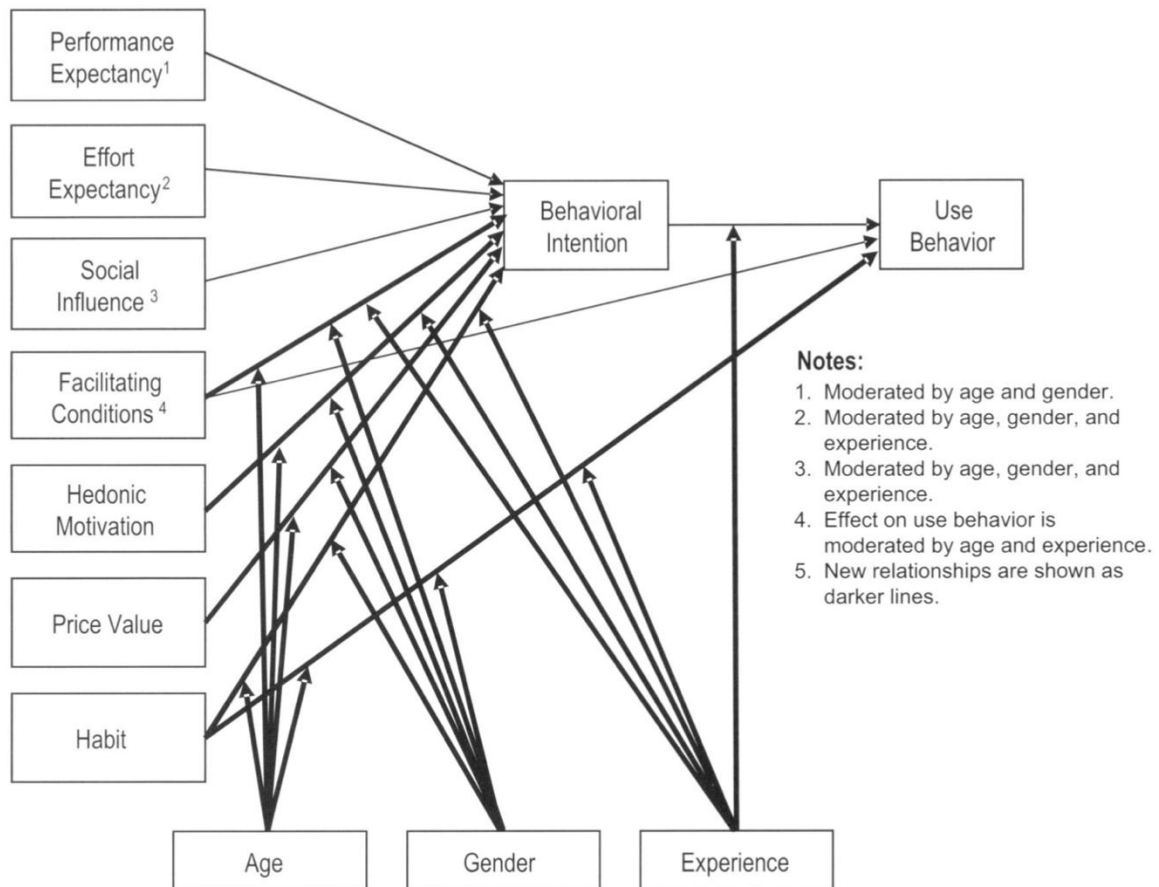 Performance
Expectancy1
Effort
Expectancy2
Social
Influence 3
Facilitating
Conditions 4
Hedonic
Motivation
Price Value
Habit
Behavioral
Intention
Use
Behavior
Notes:
1. Moderated by age and gender.
2. Moderated by age, gender, and
experience.
3. Moderated by age, gender, and
experience.
4. Effect on use behavior is
moderated by age and experience.
5. New relationships are shown as
darker lines.
Age
Gender
Experience